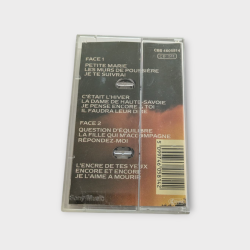 FACE 1
PETITE MARIE
LES MURS DE POUSSIÈRE
JE TE SUIVRAI
C'ÉTAIT L'HIVER
LA DAME DE HAUTE-SAVOIE
JE PENSE ENCORE À TOI
IL FAUDRA LEUR DIRE
FACE 2
QUESTION D'ÉQUILIBRE
LA FILLE QUI M'ACCOMPAGNE
RÉPONDEZ-MOI
L'ENCRE DE TES YEUX
ENCORE ET ENCORE
JE L'AIME À MOURIR